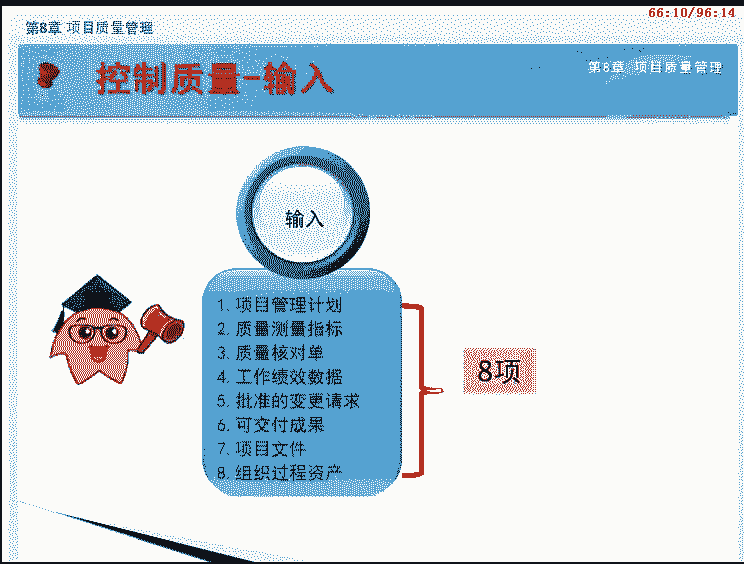 66:10/96:14
第8章 项目质量管理
控制质量-输入
第8章 项目质量管理
输入
1. 项目管理计划
2. 质量测量指标
3. 质量核对单
4. 工作绩效数据
5. 批准的变更请求
6. 可交付成果
7. 项目文件
8. 组织过程资产
8项